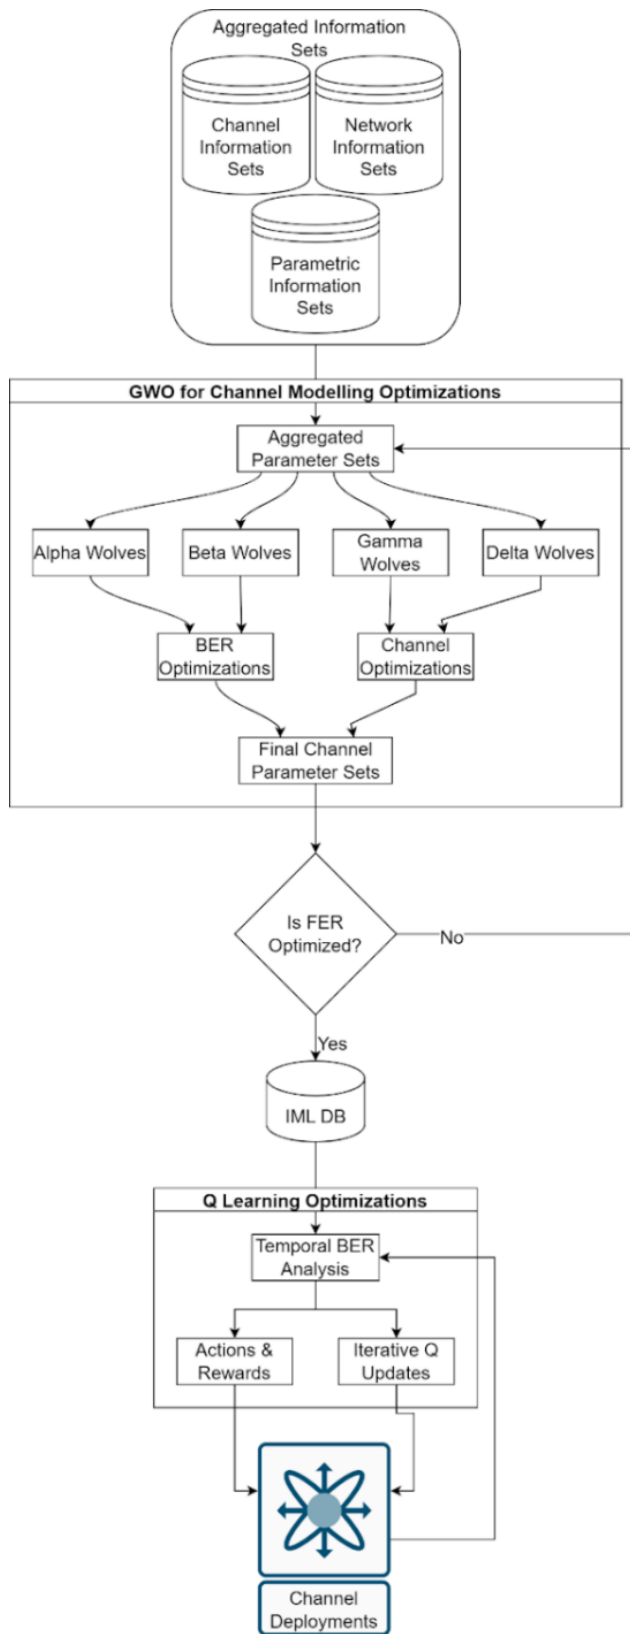 Aggregated Information
Sets
Channel
Information
Sets
Network
Information
Sets
Parametric
Information
Sets
GWO for Channel Modelling Optimizations
Aggregated
Parameter Sets
Alpha Wolves
Beta Wolves
Gamma
Wolves
Delta Wolves
BER
Optimizations
Channel
Optimizations
Final Channel
Parameter Sets
Is FER
Optimized?
No
Yes
IML DB
Q Learning Optimizations
Temporal BER
Analysis
Actions &
Rewards
Iterative Q
Updates
Channel
Deployments